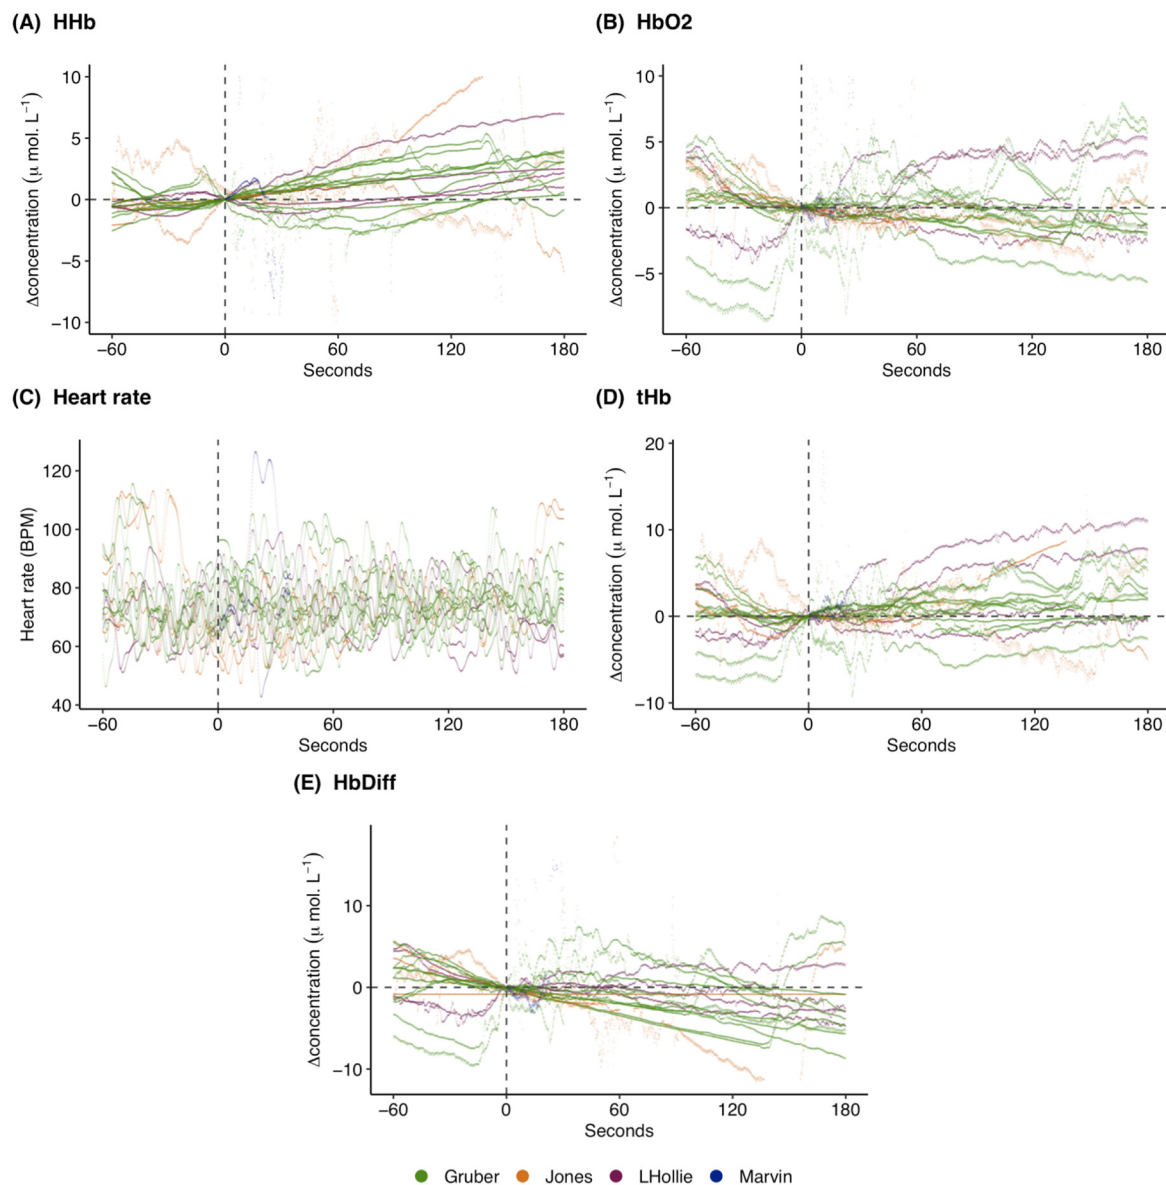 (A) HHb
(B) HbO2
10
5
0
−5
−10
Δconcentration (μ mol. L⁻¹)
−60 0 60 120 180
Seconds
10
5
0
−5
Δconcentration (μ mol. L⁻¹)
−60 0 60 120 180
Seconds
(C) Heart rate
(D) tHb
120
100
80
60
40
Heart rate (BPM)
−60 0 60 120 180
Seconds
20
10
0
−10
Δconcentration (μ mol. L⁻¹)
−60 0 60 120 180
Seconds
(E) HbDiff
10
0
−10
Δconcentration (μ mol. L⁻¹)
−60 0 60 120 180
Seconds
Gruber Jones LHollie Marvin